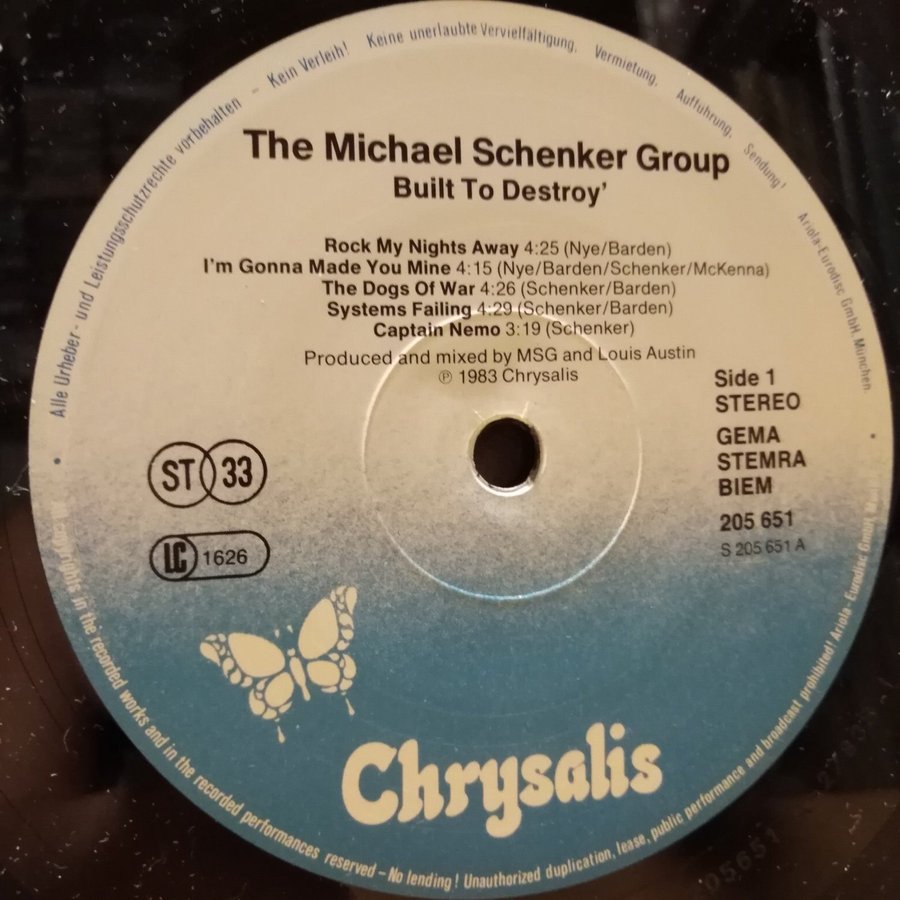 Alle Urheber- und Leistungsschutzrechte vorbehalten – Kein Verleih! Keine unerlaubte Vervielfältigung, Vermietung, Aufführung, Sendung! Ariola-Eurodisc GmbH, München.
The Michael Schenker Group
Built To Destroy'
Rock My Nights Away 4:25 (Nye/Barden)
I'm Gonna Made You Mine 4:15 (Nye/Barden/Schenker/McKenna)
The Dogs Of War 4:26 (Schenker/Barden)
Systems Failing 4:29 (Schenker/Barden)
Captain Nemo 3:19 (Schenker)
Produced and mixed by MSG and Louis Austin
℗ 1983 Chrysalis
Side 1
STEREO
GEMA
STEMRA
BIEM
205 651
S 205 651 A
ST 33
LC 1626
Chrysalis
rights in the recorded works and in the recorded performances reserved – No lending! Unauthorized duplication, lease, public performance and broadcast prohibited! Ariola-Eurodisc GmbH